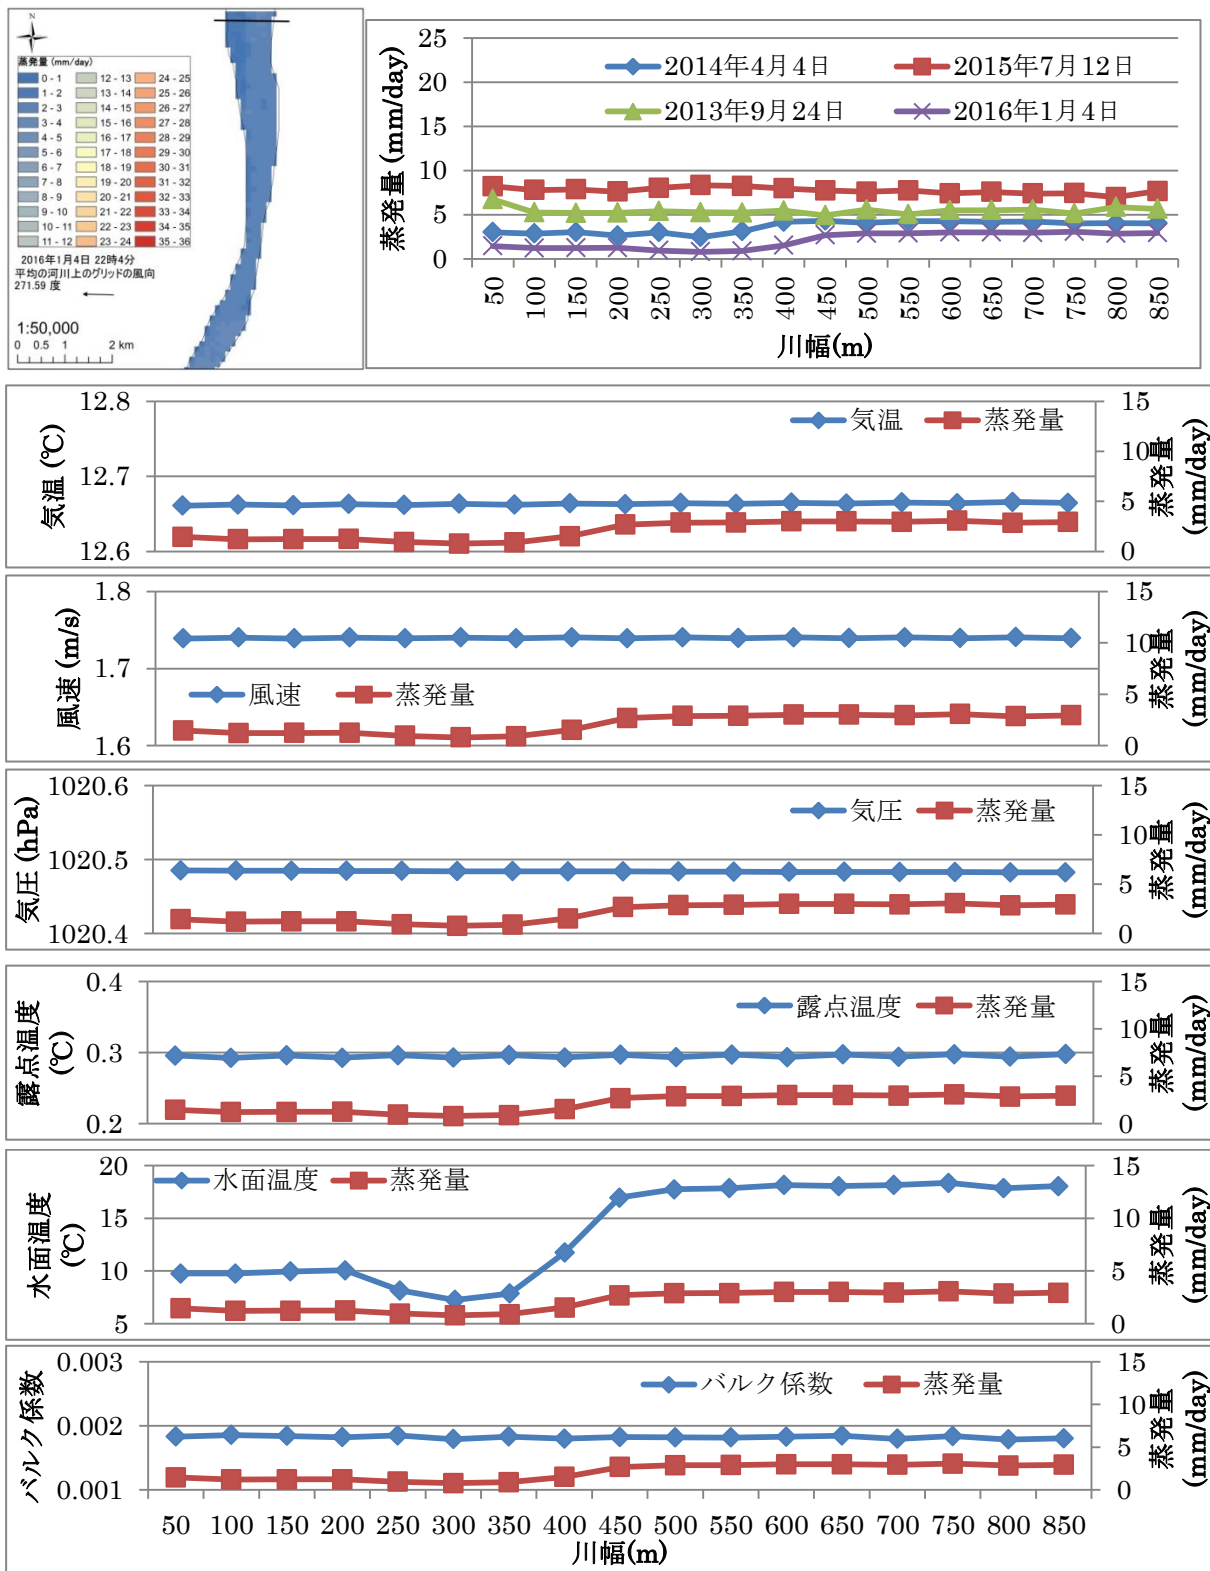 N
蒸発量 (mm/day)
0 - 1 12 - 13 24 - 25
1 - 2 13 - 14 25 - 26
2 - 3 14 - 15 26 - 27
3 - 4 15 - 16 27 - 28
4 - 5 16 - 17 28 - 29
5 - 6 17 - 18 29 - 30
6 - 7 18 - 19 30 - 31
7 - 8 19 - 20 31 - 32
8 - 9 20 - 21 32 - 33
9 - 10 21 - 22 33 - 34
10 - 11 22 - 23 34 - 35
11 - 12 23 - 24 35 - 36
2016年1月4日 22時4分
平均の河川上のグリッドの風向
271.59 度
1:50,000
0 0.5 1 2 km
蒸発量 (mm/day)
25
20
15
10
5
0
2014年4月4日 2015年7月12日
2013年9月24日 2016年1月4日
50 100 150 200 250 300 350 400 450 500 550 600 650 700 750 800 850
川幅(m)
気温 (℃)
12.8
12.7
12.6
気温 蒸発量
15
10
5
0
蒸発量
(mm/day)
風速 (m/s)
1.8
1.7
1.6
風速 蒸発量
15
10
5
0
蒸発量
(mm/day)
気圧 (hPa)
1020.6
1020.5
1020.4
気圧 蒸発量
15
10
5
0
蒸発量
(mm/day)
露点温度
(℃)
0.4
0.3
0.2
露点温度 蒸発量
15
10
5
0
蒸発量
(mm/day)
水面温度
(℃)
20
15
10
5
水面温度 蒸発量
15
10
5
0
蒸発量
(mm/day)
バルク係数
0.003
0.002
0.001
バルク係数 蒸発量
15
10
5
0
蒸発量
(mm/day)
50 100 150 200 250 300 350 400 450 500 550 600 650 700 750 800 850
川幅(m)